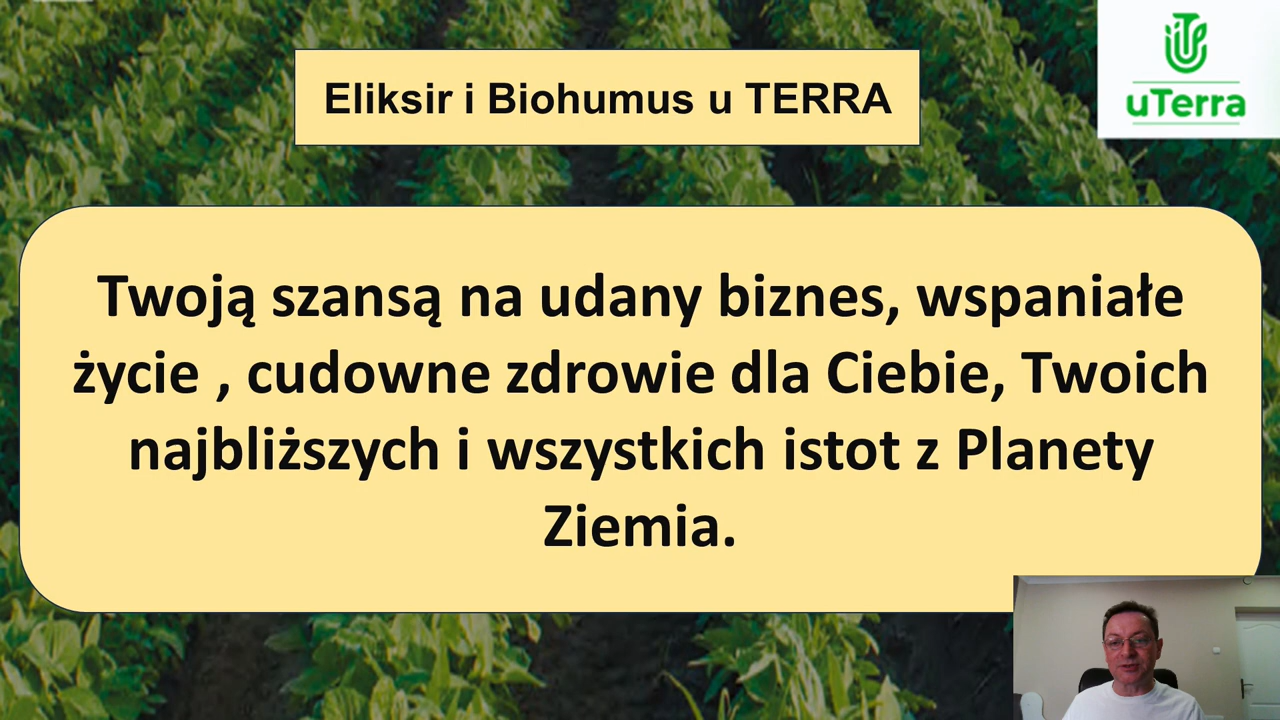 Eliksir i Biohumus u TERRA
uTerra
Twoją szansą na udany biznes, wspaniałe
życie , cudowne zdrowie dla Ciebie, Twoich
najbliższych i wszystkich istot z Planety
Ziemia.